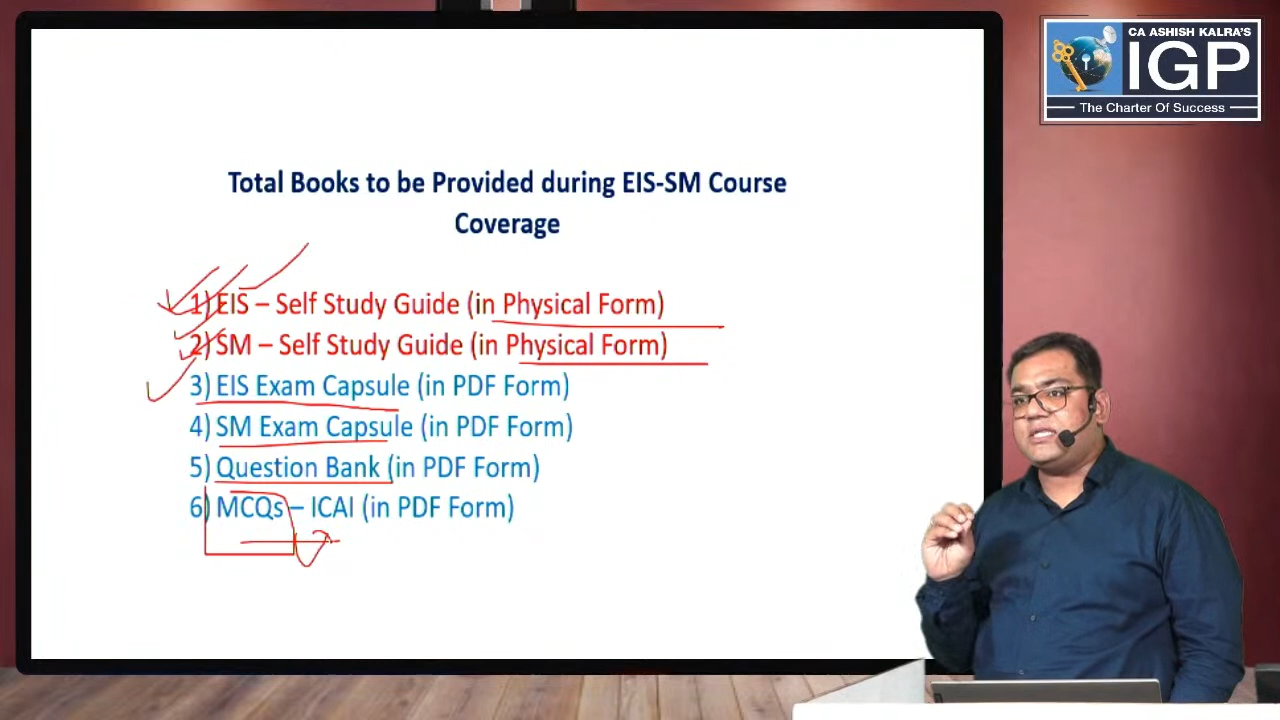 CA ASHISH KALRA'S
IGP
The Charter Of Success
Total Books to be Provided during EIS-SM Course
Coverage
1) EIS – Self Study Guide (in Physical Form)
2) SM – Self Study Guide (in Physical Form)
3) EIS Exam Capsule (in PDF Form)
4) SM Exam Capsule (in PDF Form)
5) Question Bank (in PDF Form)
6) MCQs – ICAI (in PDF Form)